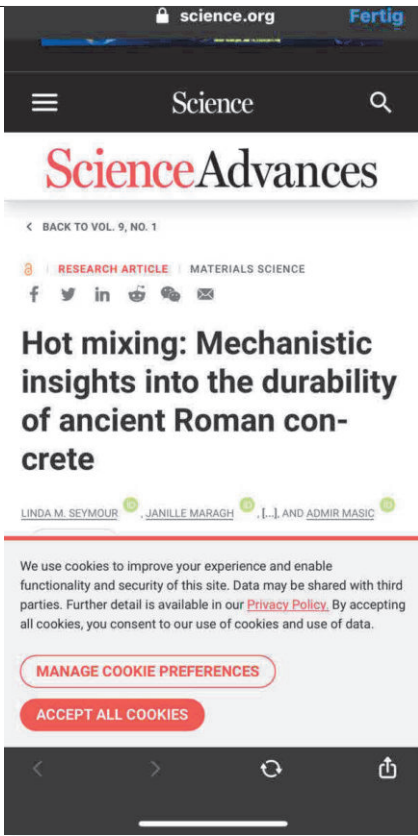 science.org
Fertig
Science
ScienceAdvances
< BACK TO VOL. 9, NO. 1
RESEARCH ARTICLE | MATERIALS SCIENCE
Hot mixing: Mechanistic
insights into the durability
of ancient Roman con-
crete
LINDA M. SEYMOUR iD , JANILLE MARAGH iD , [...], AND ADMIR MASIC iD
We use cookies to improve your experience and enable
functionality and security of this site. Data may be shared with third
parties. Further detail is available in our Privacy Policy. By accepting
all cookies, you consent to our use of cookies and use of data.
MANAGE COOKIE PREFERENCES
ACCEPT ALL COOKIES